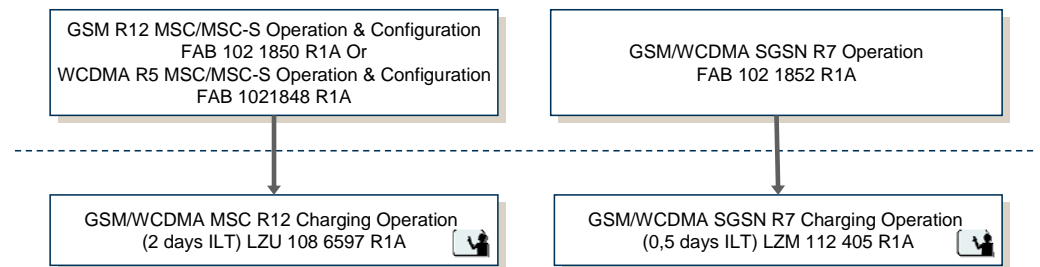 GSM R12 MSC/MSC-S Operation & Configuration
FAB 102 1850 R1A Or
WCDMA R5 MSC/MSC-S Operation & Configuration
FAB 1021848 R1A
GSM/WCDMA SGSN R7 Operation
FAB 102 1852 R1A
GSM/WCDMA MSC R12 Charging Operation
(2 days ILT) LZU 108 6597 R1A
GSM/WCDMA SGSN R7 Charging Operation
(0,5 days ILT) LZM 112 405 R1A